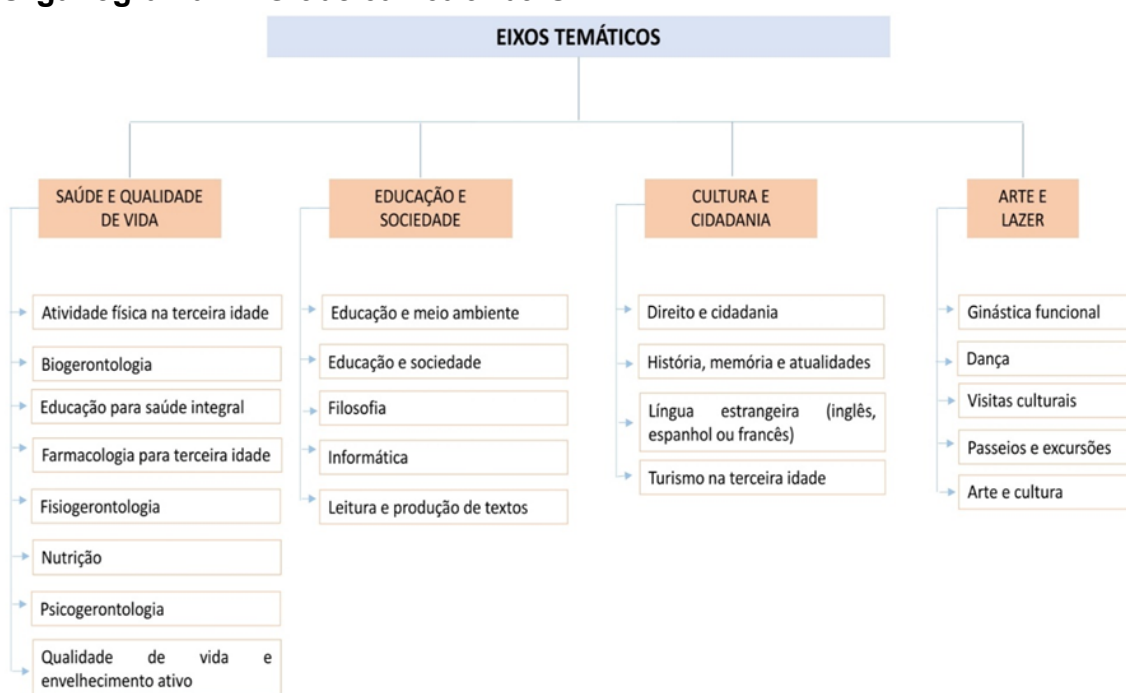 EIXOS TEMÁTICOS
SAÚDE E QUALIDADE
DE VIDA
Atividade física na terceira idade
Biogerontologia
Educação para saúde integral
Farmacologia para terceira idade
Fisiogerontologia
Nutrição
Psicogerontologia
Qualidade de vida e
envelhecimento ativo
EDUCAÇÃO E
SOCIEDADE
Educação e meio ambiente
Educação e sociedade
Filosofia
Informática
Leitura e produção de textos
CULTURA E
CIDADANIA
Direito e cidadania
História, memória e atualidades
Língua estrangeira (inglês,
espanhol ou francês)
Turismo na terceira idade
ARTE E
LAZER
Ginástica funcional
Dança
Visitas culturais
Passeios e excursões
Arte e cultura